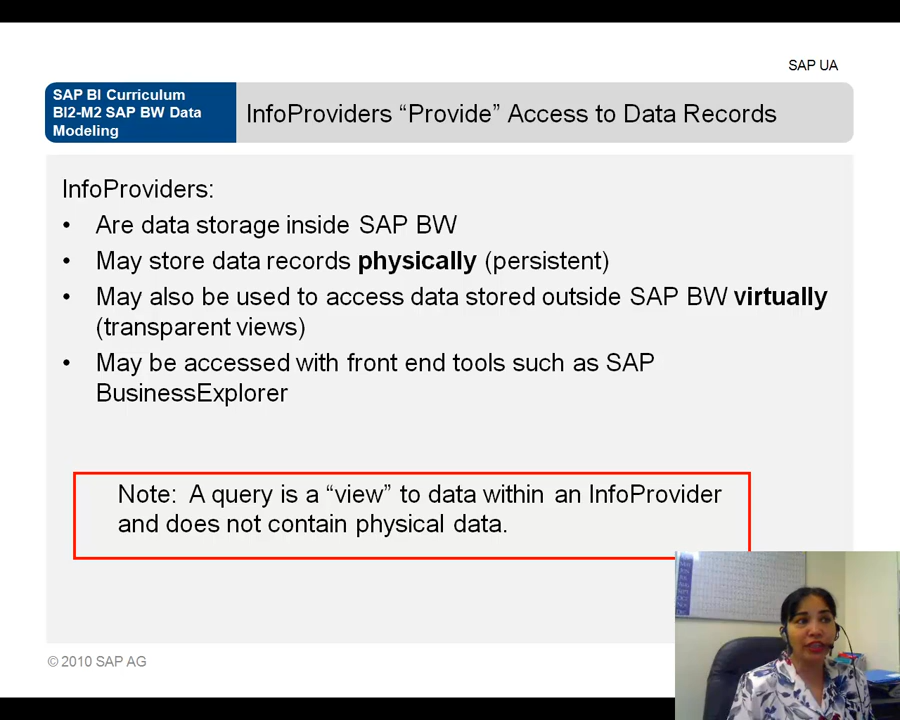 SAP UA
SAP BI Curriculum
BI2-M2 SAP BW Data
Modeling
InfoProviders “Provide” Access to Data Records
InfoProviders:
• Are data storage inside SAP BW
• May store data records physically (persistent)
• May also be used to access data stored outside SAP BW virtually
(transparent views)
• May be accessed with front end tools such as SAP
BusinessExplorer
Note: A query is a “view” to data within an InfoProvider
and does not contain physical data.
© 2010 SAP AG